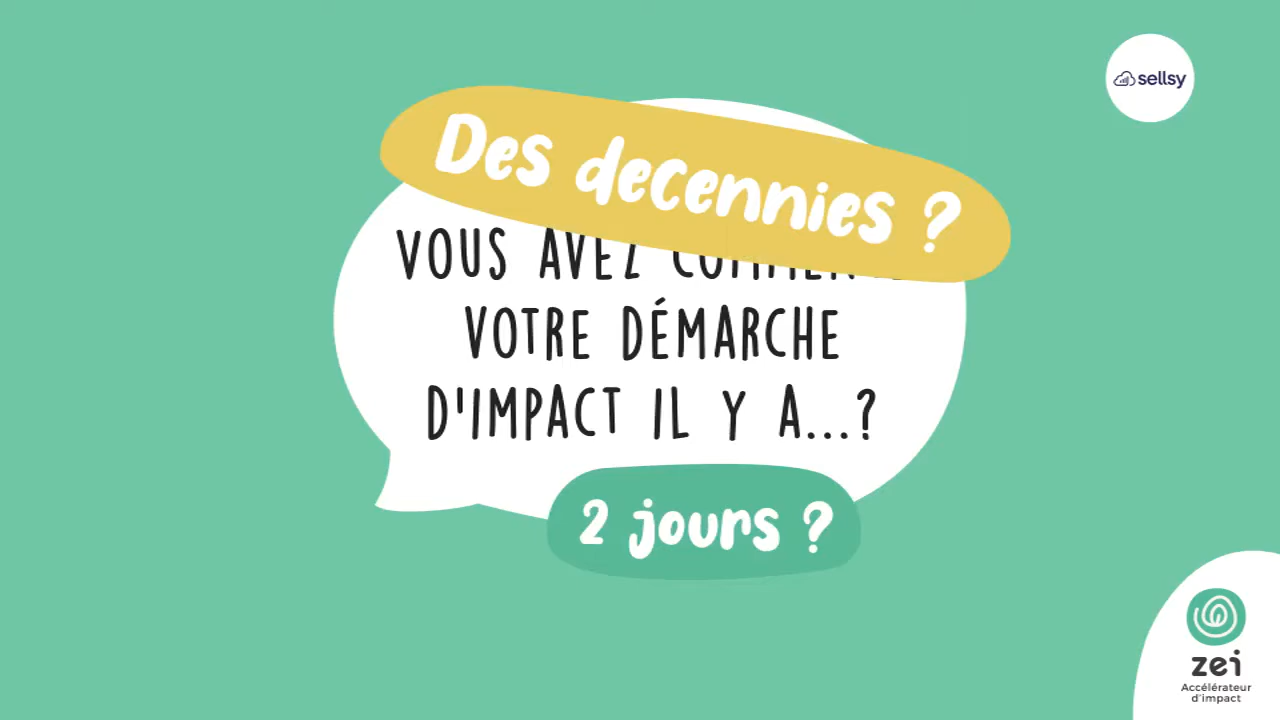 sellsy
Des decennies ?
VOUS AVEZ
VOTRE DÉMARCHE
D'IMPACT IL Y A...?
2 jours ?
zei
Accélérateur
d'impact